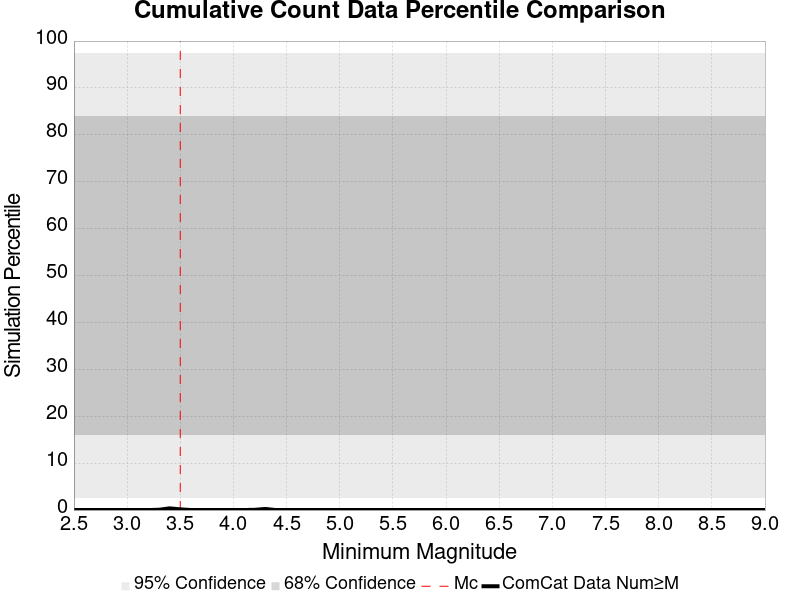 Cumulative Count Data Percentile Comparison
100
90
80
70
60
50
40
30
20
10
0
Simulation Percentile
2.5 3.0 3.5 4.0 4.5 5.0 5.5 6.0 6.5 7.0 7.5 8.0 8.5 9.0
Minimum Magnitude
95% Confidence 68% Confidence Mc ComCat Data Num≥M